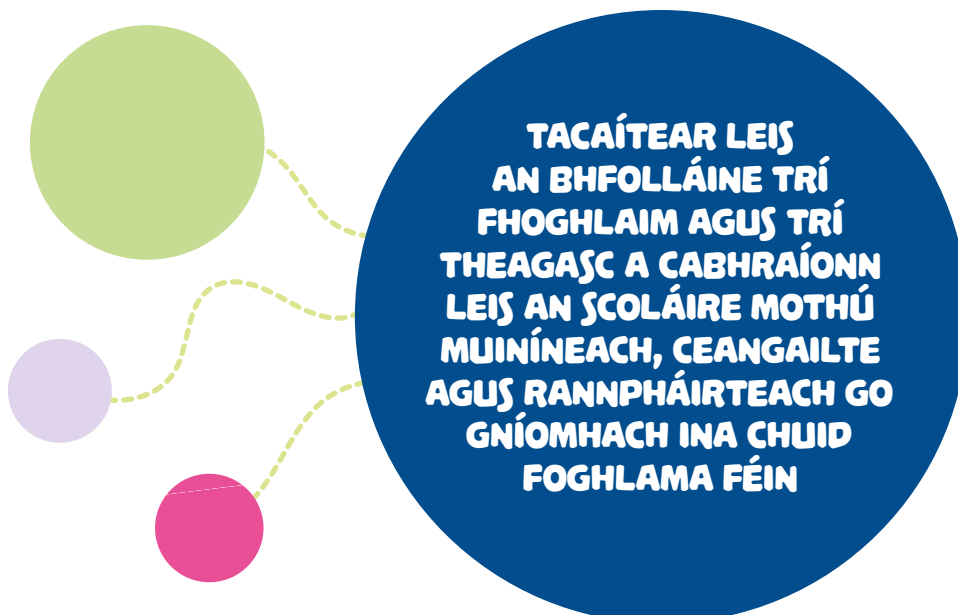 TACAÍTEAR LEIS
AN BHFOLLÁINE TRÍ
FHOGHLAIM AGUS TRÍ
THEAGASC A CABHRAÍONN
LEIS AN SCOLÁIRE MOTHÚ
MUINÍNEACH, CEANGAILTE
AGUS RANNPHÁIRTEACH GO
GNÍOMHACH INA CHUID
FOGHLAMA FÉIN